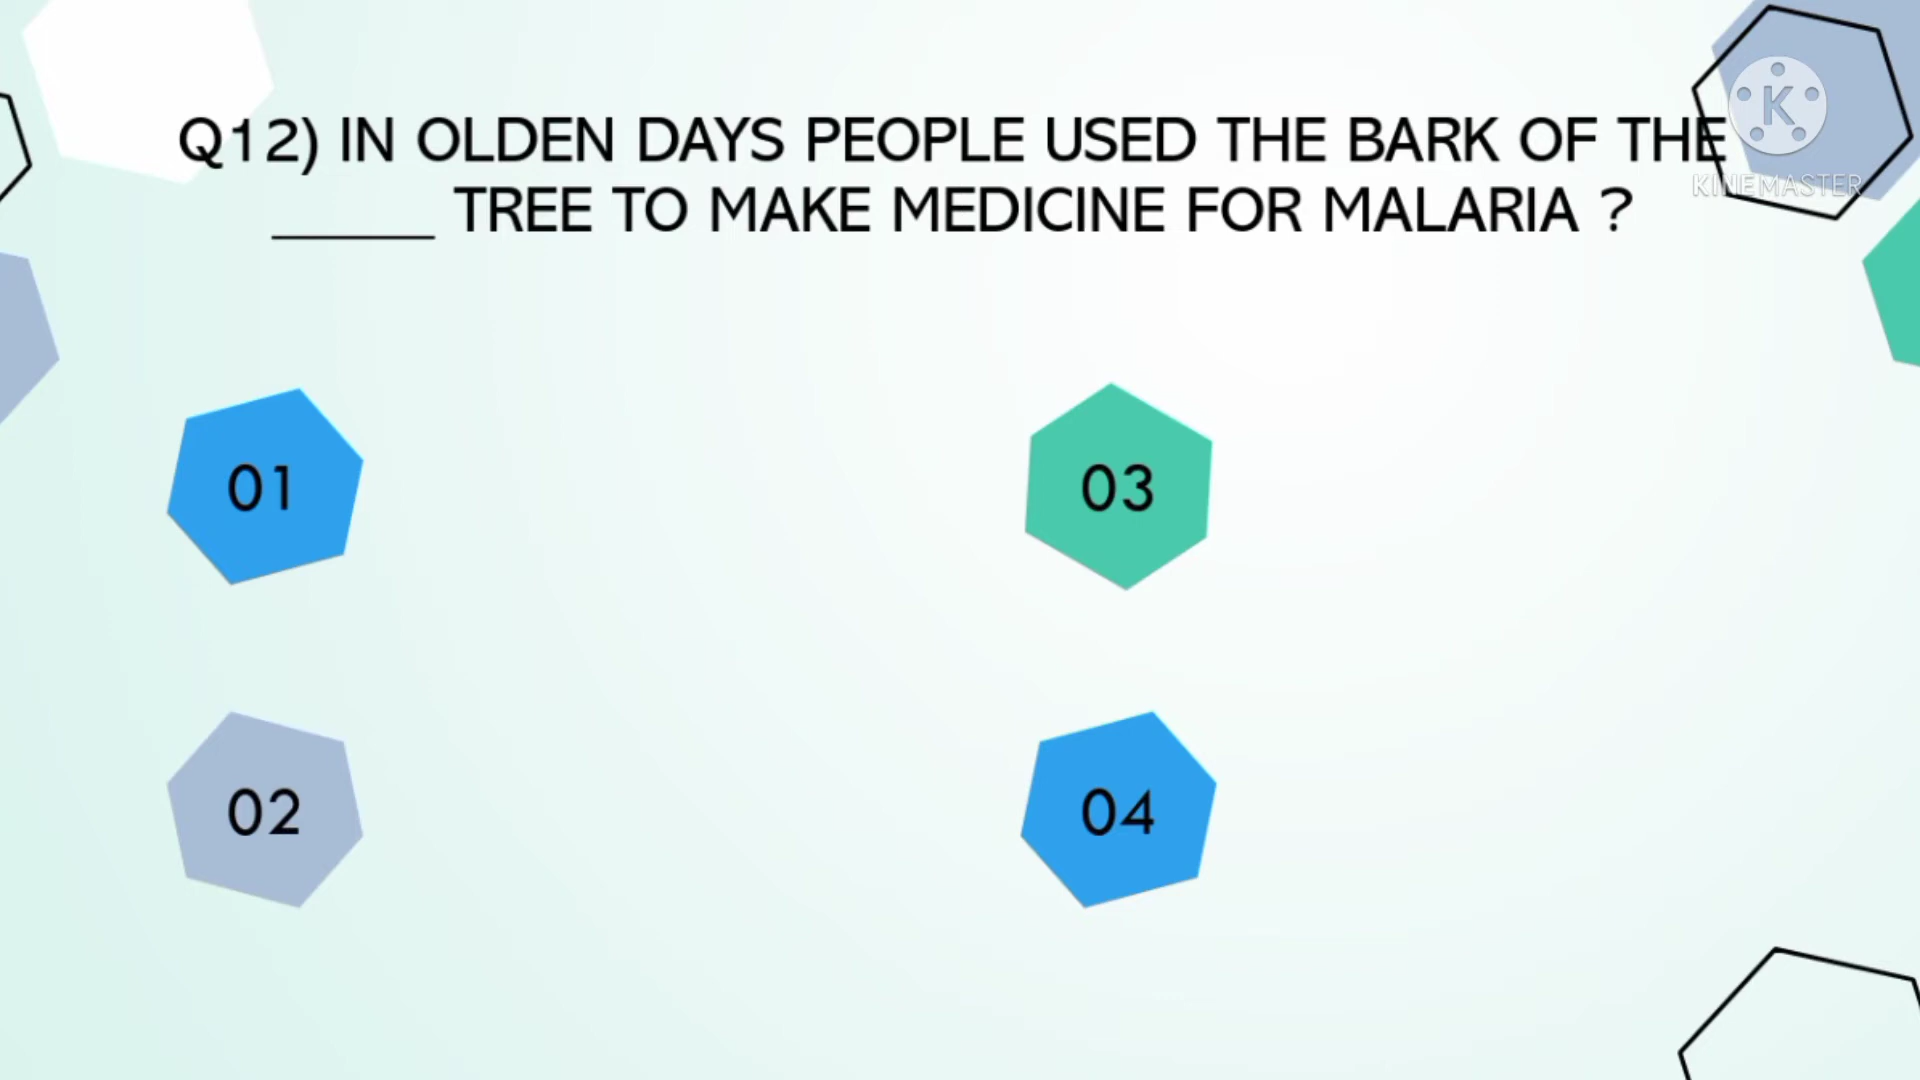 Q12) IN OLDEN DAYS PEOPLE USED THE BARK OF THE
______ TREE TO MAKE MEDICINE FOR MALARIA ?
K
KINEMASTER
01
03
02
04